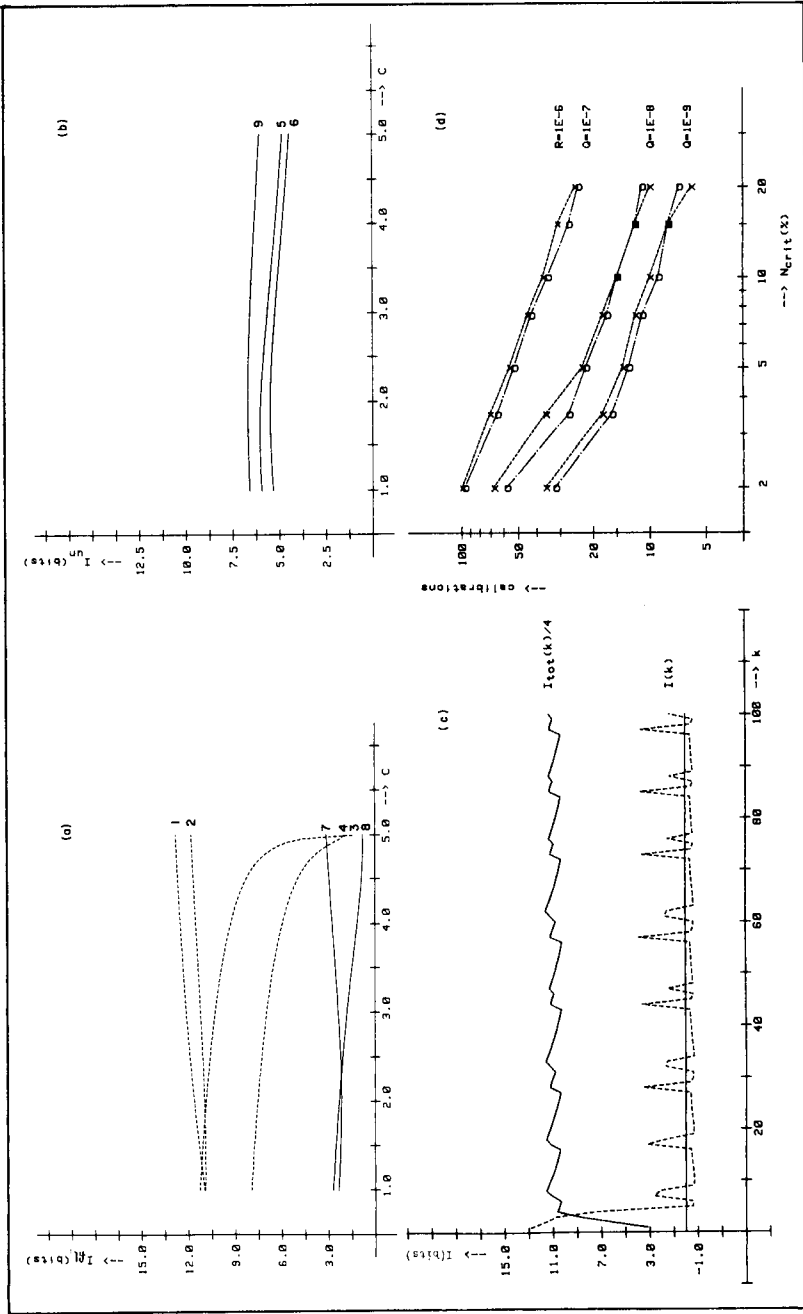 (a)
--> I_fl (bits)
15.0
12.0
9.0
6.0
3.0
1.0
2.0
3.0
4.0
5.0
--> C
1
2
7
4
3
8
(b)
--> I_un (bits)
12.5
10.0
7.5
5.0
2.5
1.0
2.0
3.0
4.0
5.0
--> C
9
5
6
(c)
--> I(bits)
15.0
11.0
7.0
3.0
-1.0
20
40
60
80
100
--> k
I_tot(k)/4
I(k)
(d)
--> calibrations
100
50
20
10
5
2
5
10
20
--> N_crit(%)
R=1E-6
Q=1E-7
Q=1E-8
Q=1E-9